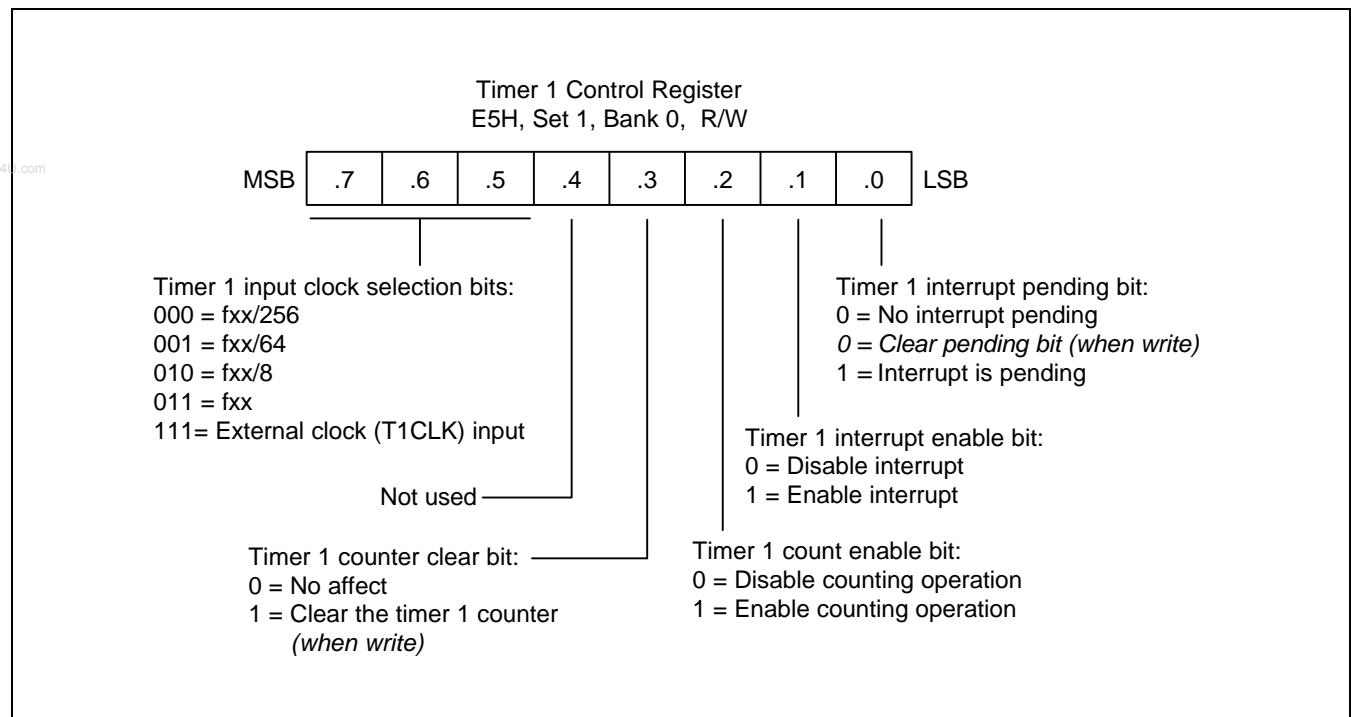 Timer 1 Control Register
E5H, Set 1, Bank 0, R/W
4U.com
MSB .7 .6 .5 .4 .3 .2 .1 .0 LSB
Timer 1 input clock selection bits:
000 = fxx/256
001 = fxx/64
010 = fxx/8
011 = fxx
111= External clock (T1CLK) input
Timer 1 interrupt pending bit:
0 = No interrupt pending
0 = Clear pending bit (when write)
1 = Interrupt is pending
Timer 1 interrupt enable bit:
0 = Disable interrupt
1 = Enable interrupt
Not used
Timer 1 counter clear bit:
0 = No affect
1 = Clear the timer 1 counter
(when write)
Timer 1 count enable bit:
0 = Disable counting operation
1 = Enable counting operation